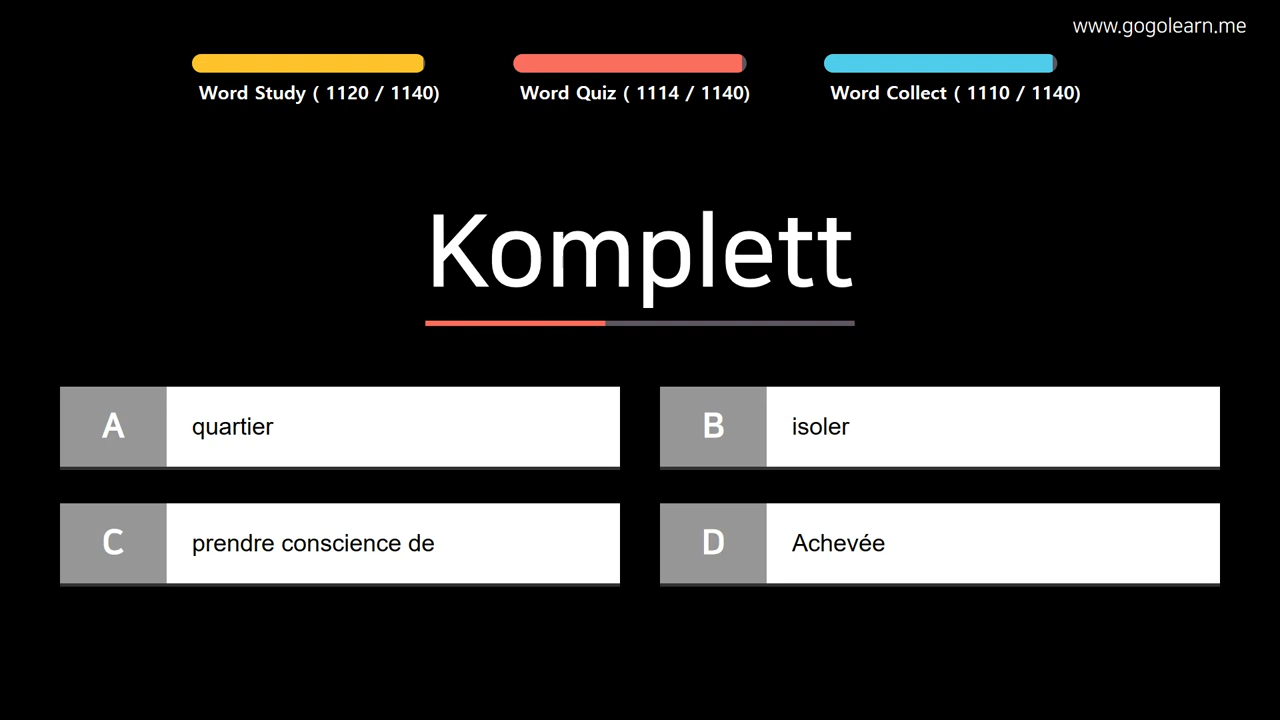 www.gogolearn.me
Word Study ( 1120 / 1140)
Word Quiz ( 1114 / 1140)
Word Collect ( 1110 / 1140)
Komplett
A quartier
B isoler
C prendre conscience de
D Achevée